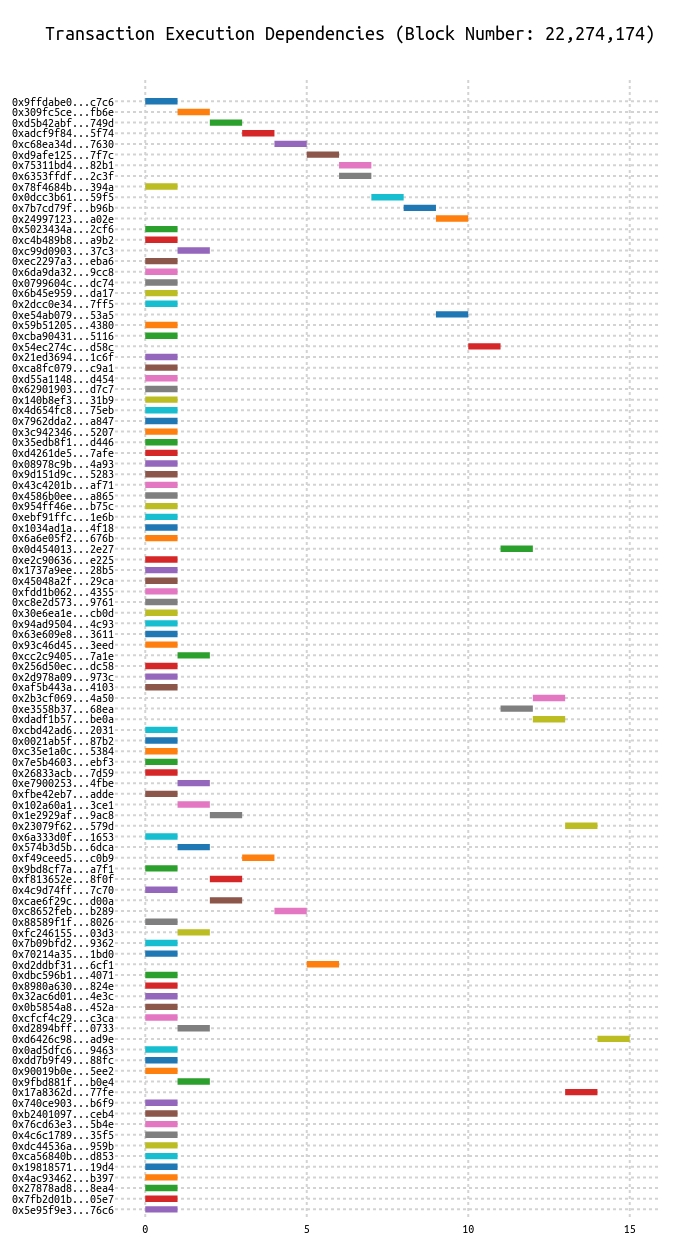 Transaction Execution Dependencies (Block Number: 22,274,174)
0x9ffdabe0...c7c6
0x309fc5ce...fb6e
0xd5b42abf...749d
0xadcf9f84...5f74
0xc68ea34d...7630
0xd9afe125...7f7c
0x75311bd4...82b1
0x6353ffdf...2c3f
0x78f4684b...394a
0x0dcc3b61...59f5
0x7b7cd79f...b96b
0x24997123...a02e
0x5023434a...2cf6
0xc4b489b8...a9b2
0xc99d0903...37c3
0xec2297a3...eba6
0x6da9da32...9cc8
0x0799604c...dc74
0x6b45e959...da17
0x2dcc0e34...7ff5
0xe54ab079...53a5
0x59b51205...4380
0xcba90431...5116
0x54ec274c...d58c
0x21ed3694...1c6f
0xca8fc079...c9a1
0xd55a1148...d454
0x62901903...d7c7
0x140b8ef3...31b9
0x4d654fc8...75eb
0x7962dda2...a847
0x3c942346...5207
0x35edb8f1...d446
0xd4261de5...7afe
0x08978c9b...4a93
0x9d151d9c...5283
0x43c4201b...af71
0x4586b0ee...a865
0x954ff46e...b75c
0xebf91ffc...1e6b
0x1034ad1a...4f18
0x6a6e05f2...676b
0x0d454013...2e27
0xe2c90636...e225
0x1737a9ee...28b5
0x45048a2f...29ca
0xfdd1b062...4355
0xc8e2d573...9761
0x30e6ea1e...cb0d
0x94ad9504...4c93
0x63e609e8...3611
0x93c46d45...3eed
0xcc2c9405...7a1e
0x256d50ec...dc58
0x2d978a09...973c
0xaf5b443a...4103
0x2b3cf069...4a50
0xe3558b37...68ea
0xdadf1b57...be0a
0xcbd42ad6...2031
0x0021ab5f...87b2
0xc35e1a0c...5384
0x7e5b4603...ebf3
0x26833acb...7d59
0xe7900253...4fbe
0xfbe42eb7...adde
0x102a60a1...3ce1
0x1e2929af...9ac8
0x23079f62...579d
0x6a333d0f...1653
0x574b3d5b...6dca
0xf49ceed5...c0b9
0x9bd8cf7a...a7f1
0xf813652e...8f0f
0x4c9d74ff...7c70
0xcae6f29c...d00a
0xc8652feb...b289
0x88589f1f...8026
0xfc246155...03d3
0x7b09bfd2...9362
0x70214a35...1bd0
0xd2ddbf31...6cf1
0xdbc596b1...4071
0x8980a630...824e
0x32ac6d01...4e3c
0x0b5854a8...452a
0xcfcf4c29...c3ca
0xd2894bff...0733
0xd6426c98...ad9e
0x0ad5dfc6...9463
0xdd7b9f49...88fc
0x90019b0e...5ee2
0x9fbd881f...b0e4
0x17a8362d...77fe
0x740ce903...b6f9
0xb2401097...ceb4
0x76cd63e3...5b4e
0x4c6c1789...35f5
0xdc44536a...959b
0xca56840b...d853
0x19818571...19d4
0x4ac93462...b397
0x27878ad8...8ea4
0x7fb2d01b...05e7
0x5e95f9e3...76c6
0 5 10 15